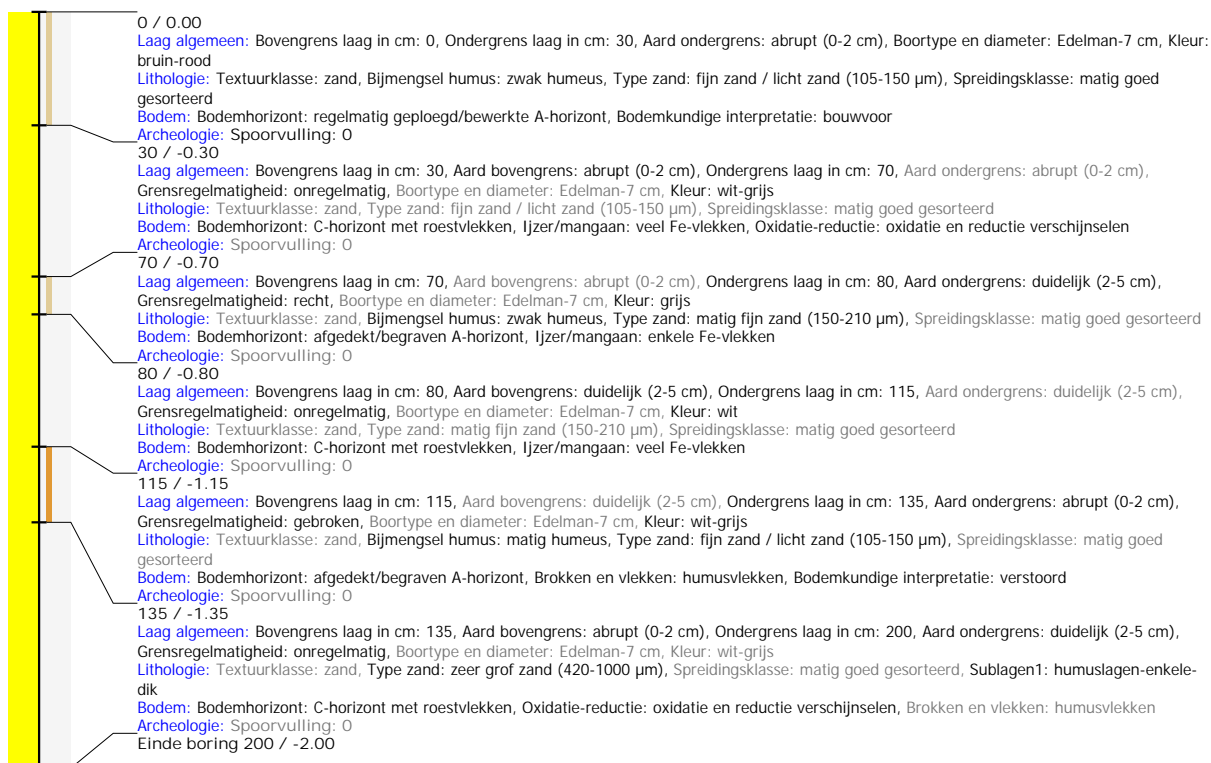 0 / 0.00
Laag algemeen: Bovengrens laag in cm: 0, Ondergrens laag in cm: 30, Aard ondergrens: abrupt (0-2 cm), Boortype en diameter: Edelman-7 cm, Kleur:
bruin-rood
Lithologie: Textuurklasse: zand, Bijmengsel humus: zwak humeus, Type zand: fijn zand / licht zand (105-150 µm), Spreidingsklasse: matig goed
gesorteerd
Bodem: Bodemhorizont: regelmatig geploegd/bewerkte A-horizont, Bodemkundige interpretatie: bouwvoor
Archeologie: Spoorvulling: 0
30 / -0.30
Laag algemeen: Bovengrens laag in cm: 30, Aard bovengrens: abrupt (0-2 cm), Ondergrens laag in cm: 70, Aard ondergrens: abrupt (0-2 cm),
Grensregelmatigheid: onregelmatig, Boortype en diameter: Edelman-7 cm, Kleur: wit-grijs
Lithologie: Textuurklasse: zand, Type zand: fijn zand / licht zand (105-150 µm), Spreidingsklasse: matig goed gesorteerd
Bodem: Bodemhorizont: C-horizont met roestvlekken, Ijzer/mangaan: veel Fe-vlekken, Oxidatie-reductie: oxidatie en reductie verschijnselen
Archeologie: Spoorvulling: 0
70 / -0.70
Laag algemeen: Bovengrens laag in cm: 70, Aard bovengrens: abrupt (0-2 cm), Ondergrens laag in cm: 80, Aard ondergrens: duidelijk (2-5 cm),
Grensregelmatigheid: recht, Boortype en diameter: Edelman-7 cm, Kleur: grijs
Lithologie: Textuurklasse: zand, Bijmengsel humus: zwak humeus, Type zand: matig fijn zand (150-210 µm), Spreidingsklasse: matig goed gesorteerd
Bodem: Bodemhorizont: afgedekt/begraven A-horizont, Ijzer/mangaan: enkele Fe-vlekken
Archeologie: Spoorvulling: 0
80 / -0.80
Laag algemeen: Bovengrens laag in cm: 80, Aard bovengrens: duidelijk (2-5 cm), Ondergrens laag in cm: 115, Aard ondergrens: duidelijk (2-5 cm),
Grensregelmatigheid: onregelmatig, Boortype en diameter: Edelman-7 cm, Kleur: wit
Lithologie: Textuurklasse: zand, Type zand: matig fijn zand (150-210 µm), Spreidingsklasse: matig goed gesorteerd
Bodem: Bodemhorizont: C-horizont met roestvlekken, Ijzer/mangaan: veel Fe-vlekken
Archeologie: Spoorvulling: 0
115 / -1.15
Laag algemeen: Bovengrens laag in cm: 115, Aard bovengrens: duidelijk (2-5 cm), Ondergrens laag in cm: 135, Aard ondergrens: abrupt (0-2 cm),
Grensregelmatigheid: gebroken, Boortype en diameter: Edelman-7 cm, Kleur: wit-grijs
Lithologie: Textuurklasse: zand, Bijmengsel humus: matig humeus, Type zand: fijn zand / licht zand (105-150 µm), Spreidingsklasse: matig goed
gesorteerd
Bodem: Bodemhorizont: afgedekt/begraven A-horizont, Brokken en vlekken: humusvlekken, Bodemkundige interpretatie: verstoord
Archeologie: Spoorvulling: 0
135 / -1.35
Laag algemeen: Bovengrens laag in cm: 135, Aard bovengrens: abrupt (0-2 cm), Ondergrens laag in cm: 200, Aard ondergrens: duidelijk (2-5 cm),
Grensregelmatigheid: onregelmatig, Boortype en diameter: Edelman-7 cm, Kleur: wit-grijs
Lithologie: Textuurklasse: zand, Type zand: zeer grof zand (420-1000 µm), Spreidingsklasse: matig goed gesorteerd, Sublagen1: humuslagen-enkele-
dik
Bodem: Bodemhorizont: C-horizont met roestvlekken, Oxidatie-reductie: oxidatie en reductie verschijnselen, Brokken en vlekken: humusvlekken
Archeologie: Spoorvulling: 0
Einde boring 200 / -2.00